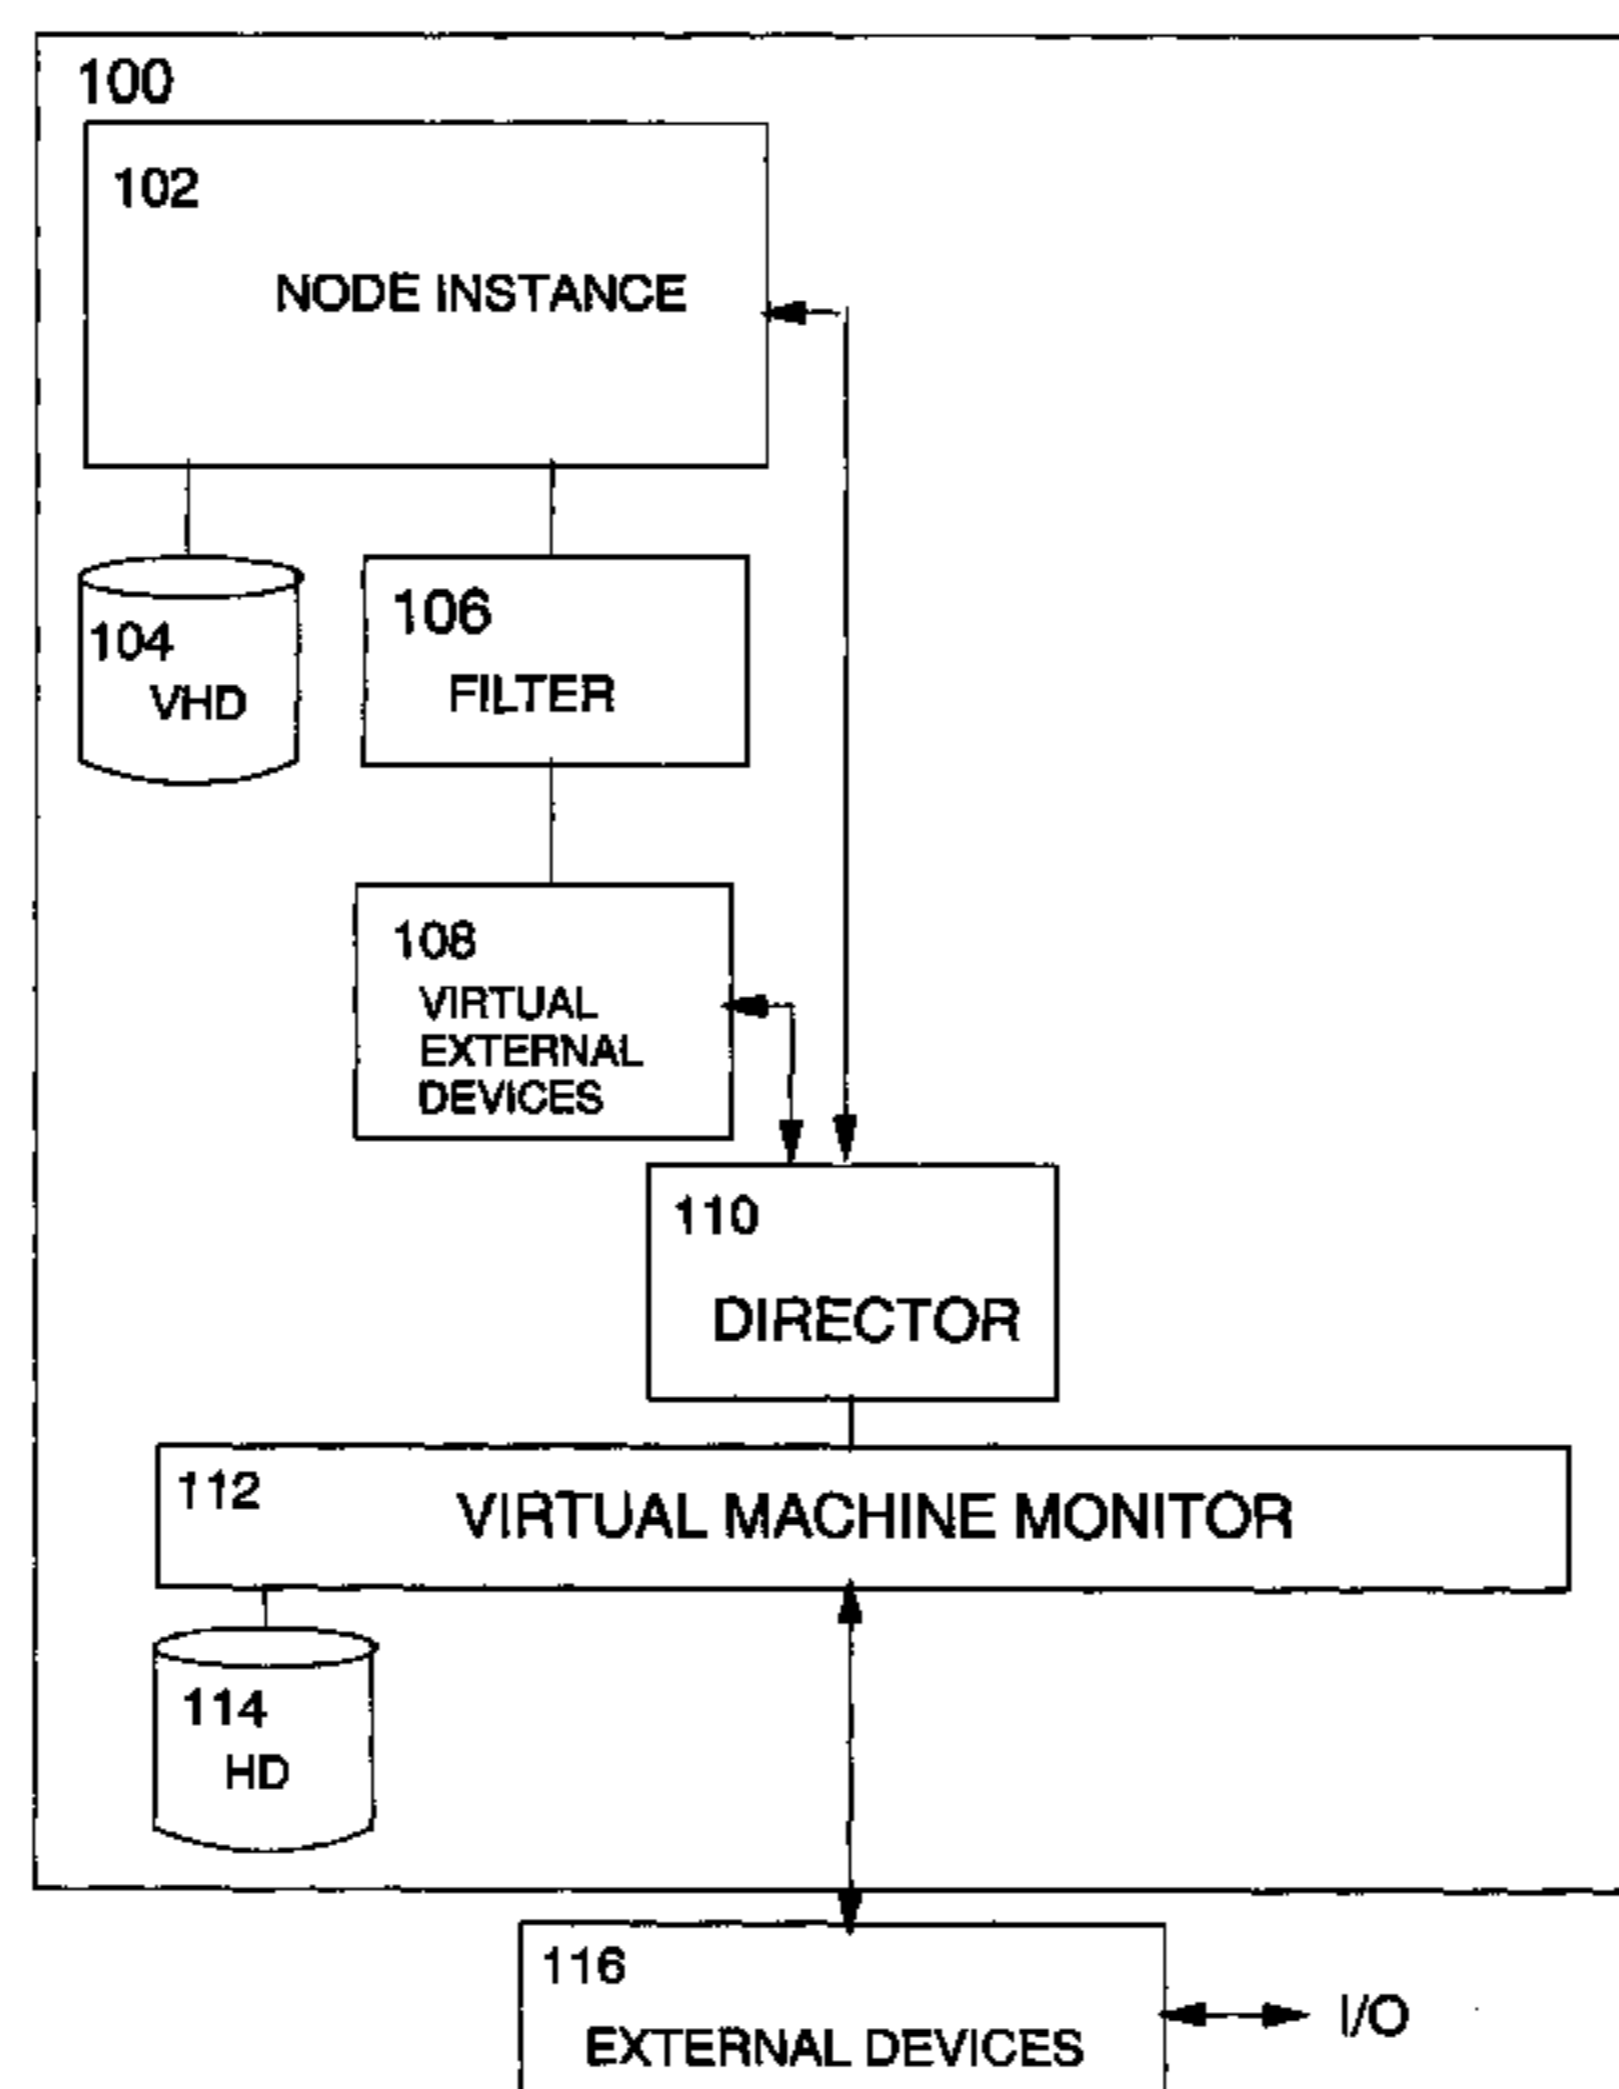 100
102
NODE INSTANCE
104
VHD
106
FILTER
108
VIRTUAL
EXTERNAL
DEVICES
110
DIRECTOR
112
VIRTUAL MACHINE MONITOR
114
HD
116
EXTERNAL DEVICES
I/O